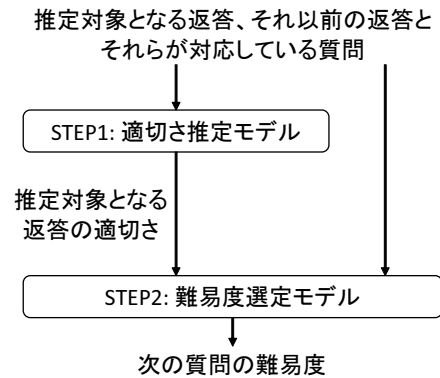 推定対象となる返答、それ以前の返答と
それらが対応している質問
STEP1: 適切さ推定モデル
推定対象となる
返答の適切さ
STEP2: 難易度選定モデル
次の質問の難易度